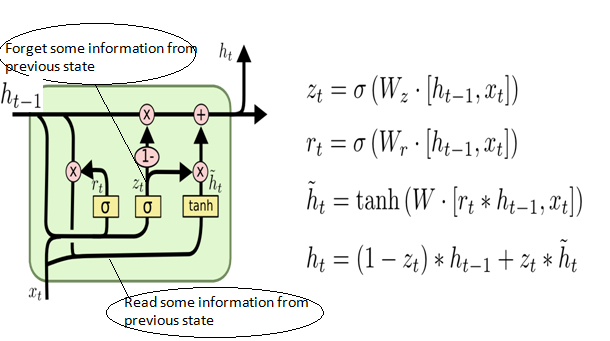 Forget some information from
previous state
h_t
h_{t-1}
x
+
1-
x
x
r_t
z_t
h̃_t
σ
σ
tanh
x_t
Read some information from
previous state
z_t = σ (W_z · [h_{t-1}, x_t])
r_t = σ (W_r · [h_{t-1}, x_t])
h̃_t = tanh (W · [r_t * h_{t-1}, x_t])
h_t = (1 − z_t) * h_{t-1} + z_t * h̃_t